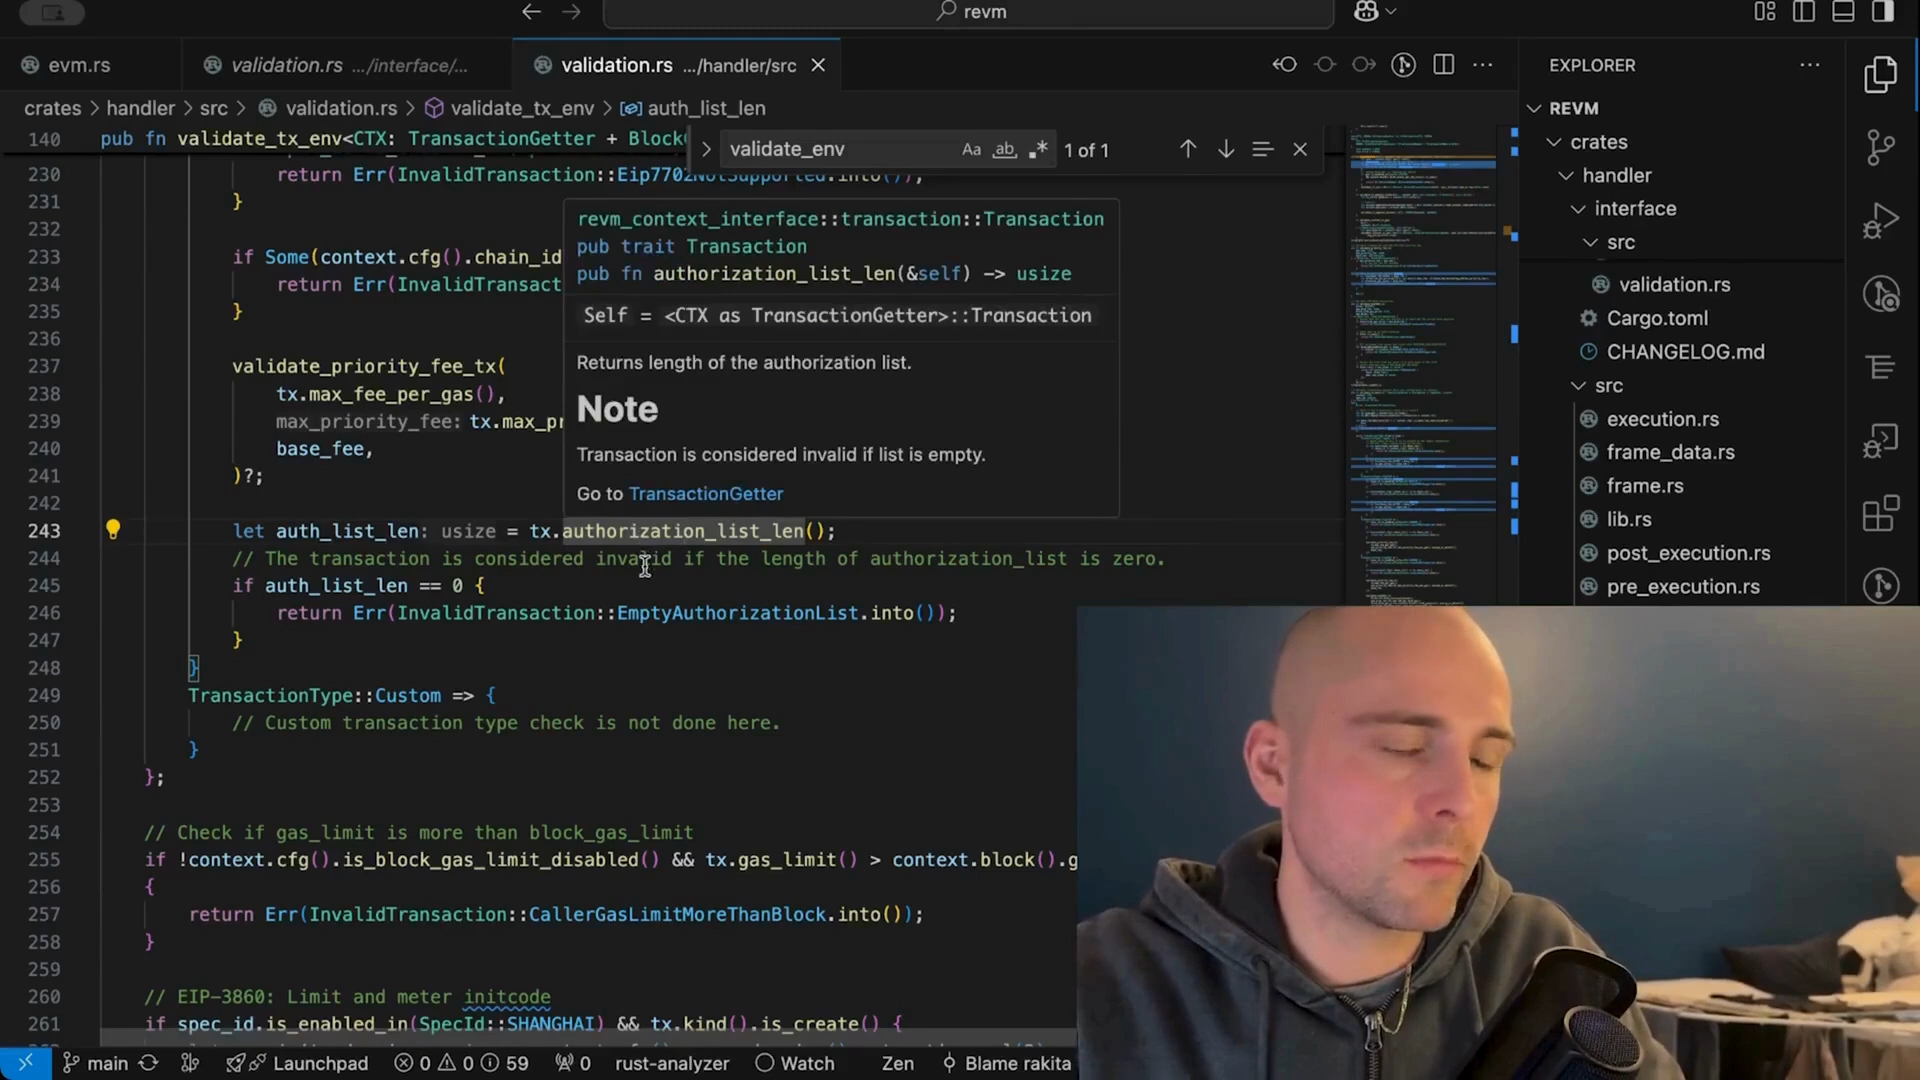 revm
evm.rs
validation.rs .../interface/...
validation.rs .../handler/src
EXPLORER
crates > handler > src > validation.rs > validate_tx_env > auth_list_len
REVM
140 pub fn validate_tx_env<CTX: TransactionGetter + Block
validate_env
Aa ab 1 of 1
crates
230 return Err(InvalidTransaction::Eip7702NotSupported.into());
handler
231 }
interface
232
src
revm_context_interface::transaction::Transaction
pub trait Transaction
pub fn authorization_list_len(&self) -> usize
Self = <CTX as TransactionGetter>::Transaction
Returns length of the authorization list.
Note
Transaction is considered invalid if list is empty.
Go to TransactionGetter
233 if Some(context.cfg().chain_id
234 return Err(InvalidTransact
validation.rs
235 }
Cargo.toml
236
CHANGELOG.md
237 validate_priority_fee_tx(
src
238 tx.max_fee_per_gas(),
239 max_priority_fee: tx.max_pr
execution.rs
240 base_fee,
frame_data.rs
241 )?;
frame.rs
242
lib.rs
243 let auth_list_len: usize = tx.authorization_list_len();
post_execution.rs
244 // The transaction is considered invalid if the length of authorization_list is zero.
245 if auth_list_len == 0 {
pre_execution.rs
246 return Err(InvalidTransaction::EmptyAuthorizationList.into());
247 }
248 }
249 TransactionType::Custom => {
250 // Custom transaction type check is not done here.
251 }
252 };
253
254 // Check if gas_limit is more than block_gas_limit
255 if !context.cfg().is_block_gas_limit_disabled() && tx.gas_limit() > context.block().g
256 {
257 return Err(InvalidTransaction::CallerGasLimitMoreThanBlock.into());
258 }
259
260 // EIP-3860: Limit and meter initcode
261 if spec_id.is_enabled_in(SpecId::SHANGHAI) && tx.kind().is_create() {
main Launchpad 0 0 59 0 rust-analyzer Watch Zen Blame rakita